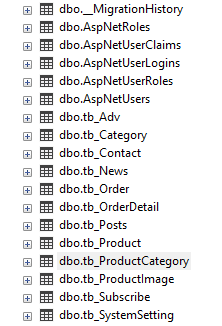 dbo.__MigrationHistory
dbo.AspNetRoles
dbo.AspNetUserClaims
dbo.AspNetUserLogins
dbo.AspNetUserRoles
dbo.AspNetUsers
dbo.tb_Adv
dbo.tb_Category
dbo.tb_Contact
dbo.tb_News
dbo.tb_Order
dbo.tb_OrderDetail
dbo.tb_Posts
dbo.tb_Product
dbo.tb_ProductCategory
dbo.tb_ProductImage
dbo.tb_Subscribe
dbo.tb_SystemSetting